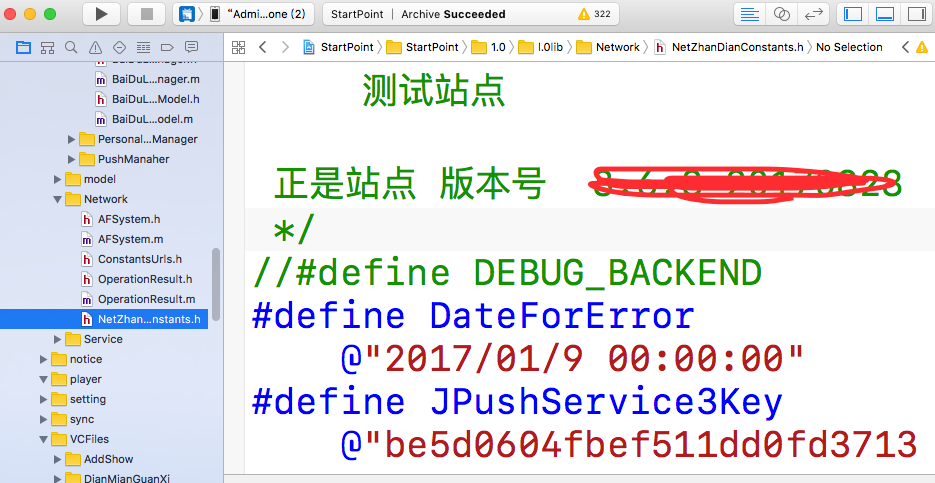 "Admi...one (2)
StartPoint | Archive Succeeded
322
StartPoint
StartPoint
1.0
l.0lib
Network
NetZhanDianConstants.h
No Selection
BaiDuL...nager.m
BaiDuL...Model.h
BaiDuL...odel.m
Personal...Manager
PushManaher
model
Network
AFSystem.h
AFSystem.m
ConstantsUrls.h
OperationResult.h
OperationResult.m
NetZhan...nstants.h
Service
notice
player
setting
sync
VCFiles
AddShow
DianMianGuanXi
测试站点
正是站点 版本号
*/
//#define DEBUG_BACKEND
#define DateForError
@"2017/01/9 00:00:00"
#define JPushService3Key
@"be5d0604fbef511dd0fd3713